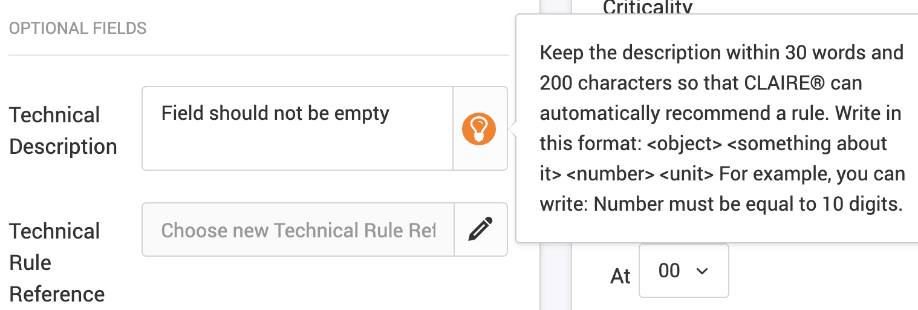 OPTIONAL FIELDS
Technical
Description
Field should not be empty
Technical
Rule
Reference
Choose new Technical Rule Ref
Criticality
Keep the description within 30 words and
200 characters so that CLAIRE® can
automatically recommend a rule. Write in
this format: <object> <something about
it> <number> <unit> For example, you can
write: Number must be equal to 10 digits.
At
00